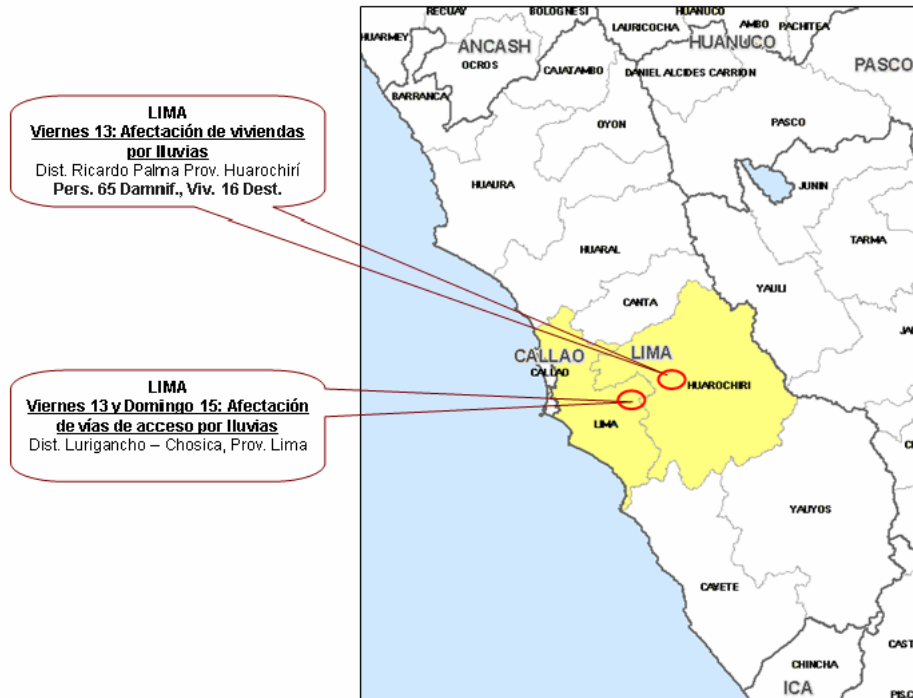 LIMA
Viernes 13: Afectación de viviendas
por lluvias
Dist. Ricardo Palma Prov. Huarochirí
Pers. 65 Damnif., Viv. 16 Dest.
LIMA
Viernes 13 y Domingo 15: Afectación
de vías de acceso por lluvias
Dist. Lurigancho – Chosica, Prov. Lima
RECUAY
BOLOGNESI
HUANUCO
LAURICOCHA
AMBO
PACHITEA
HUARMEY
ANCASH
HUANUCO
OCROS
CAJATAMBO
DANIEL ALCIDES CARRION
PASCO
BARRANCA
OYON
PASCO
HUAURA
JUNIN
TARMA
HUARAL
YAULI
CANTA
CALLAO
LIMA
CALLAO
HUAROCHIRI
LIMA
YAUYOS
CAÑETE
CHINCHA
ICA